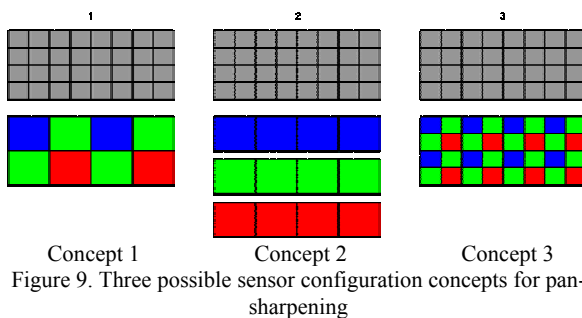 1 2 3
Concept 1 Concept 2 Concept 3
Figure 9. Three possible sensor configuration concepts for pan-
sharpening